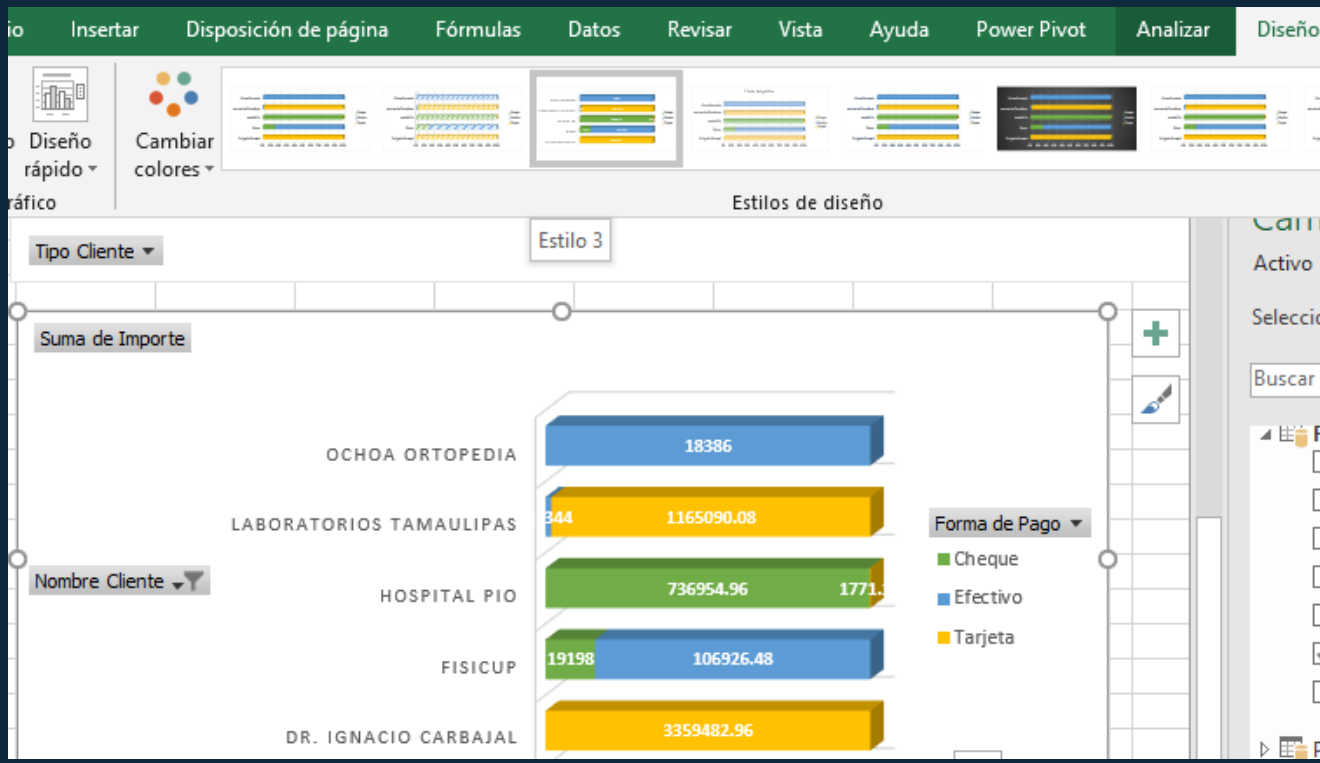 Insertar Disposición de página Fórmulas Datos Revisar Vista Ayuda Power Pivot Analizar Diseño
Diseño
rápido
Cambiar
colores
Estilos de diseño
Tipo Cliente
Estilo 3
Activo
Buscar
Suma de Importe
OCHOA ORTOPEDIA 18386
LABORATORIOS TAMAULIPAS 344 1165090.08
Forma de Pago
Cheque
Efectivo
Tarjeta
Nombre Cliente
HOSPITAL PIO 736954.96 1771.
FISICUP 19198 106926.48
DR. IGNACIO CARBAJAL 3359482.96